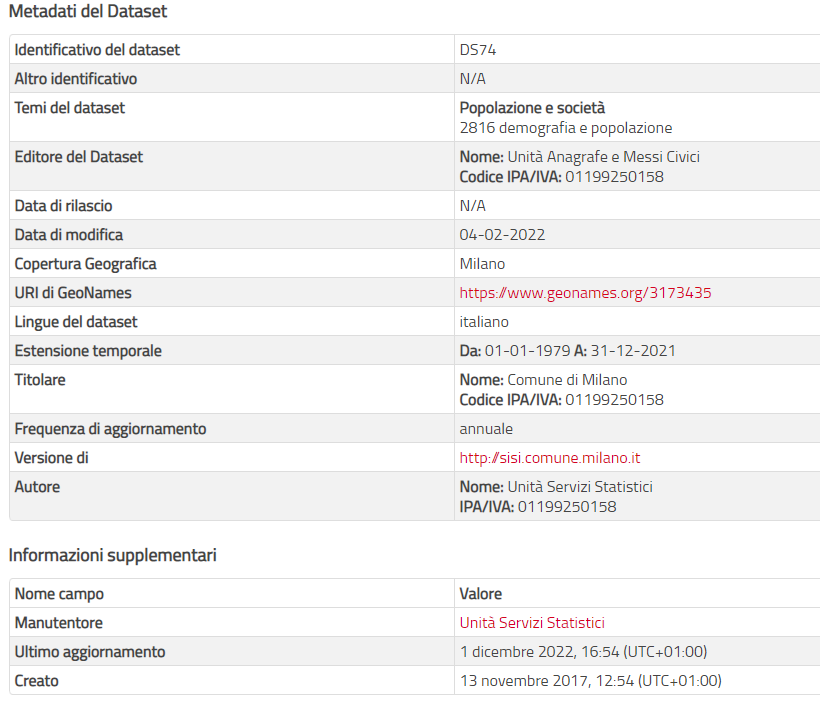 Metadati del Dataset
Identificativo del dataset DS74
Altro identificativo N/A
Temi del dataset Popolazione e società
2816 demografia e popolazione
Editore del Dataset Nome: Unità Anagrafe e Messi Civici
Codice IPA/IVA: 01199250158
Data di rilascio N/A
Data di modifica 04-02-2022
Copertura Geografica Milano
URI di GeoNames https://www.geonames.org/3173435
Lingue del dataset italiano
Estensione temporale Da: 01-01-1979 A: 31-12-2021
Titolare Nome: Comune di Milano
Codice IPA/IVA: 01199250158
Frequenza di aggiornamento annuale
Versione di http://sisi.comune.milano.it
Autore Nome: Unità Servizi Statistici
IPA/IVA: 01199250158
Informazioni supplementari
Nome campo Valore
Manutentore Unità Servizi Statistici
Ultimo aggiornamento 1 dicembre 2022, 16:54 (UTC+01:00)
Creato 13 novembre 2017, 12:54 (UTC+01:00)